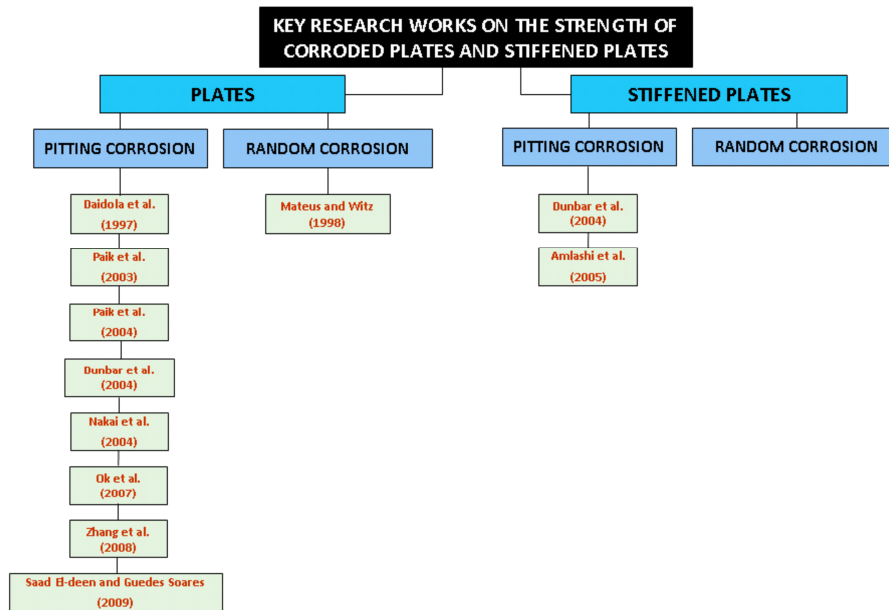 KEY RESEARCH WORKS ON THE STRENGTH OF
CORRODED PLATES AND STIFFENED PLATES
PLATES
STIFFENED PLATES
PITTING CORROSION
RANDOM CORROSION
PITTING CORROSION
RANDOM CORROSION
Daidola et al.
(1997)
Mateus and Witz
(1998)
Dunbar et al.
(2004)
Paik et al.
(2003)
Amlashi et al.
(2005)
Paik et al.
(2004)
Dunbar et al.
(2004)
Nakai et al.
(2004)
Ok et al.
(2007)
Zhang et al.
(2008)
Saad El-deen and Guedes Soares
(2009)